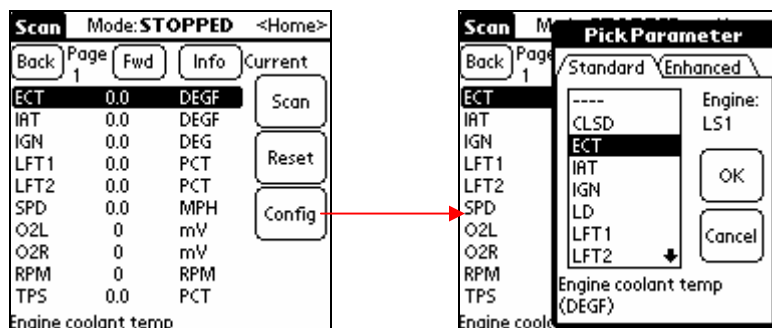 Scan Mode: STOPPED <Home>
Back Page 1 Fwd Info Current
ECT 0.0 DEGF
IAT 0.0 DEGF
IGN 0.0 DEG
LFT1 0.0 PCT
LFT2 0.0 PCT
SPD 0.0 MPH
O2L 0 mV
O2R 0 mV
RPM 0 RPM
TPS 0.0 PCT
Scan
Reset
Config
Engine coolant temp
Scan M
Back Page 1
ECT
IAT
IGN
LFT1
LFT2
SPD
O2L
O2R
RPM
TPS
Engine cool
Pick Parameter
Standard Enhanced
----
CLSD
ECT
IAT
IGN
LD
LFT1
LFT2
Engine:
LS1
OK
Cancel
Engine coolant temp
(DEGF)